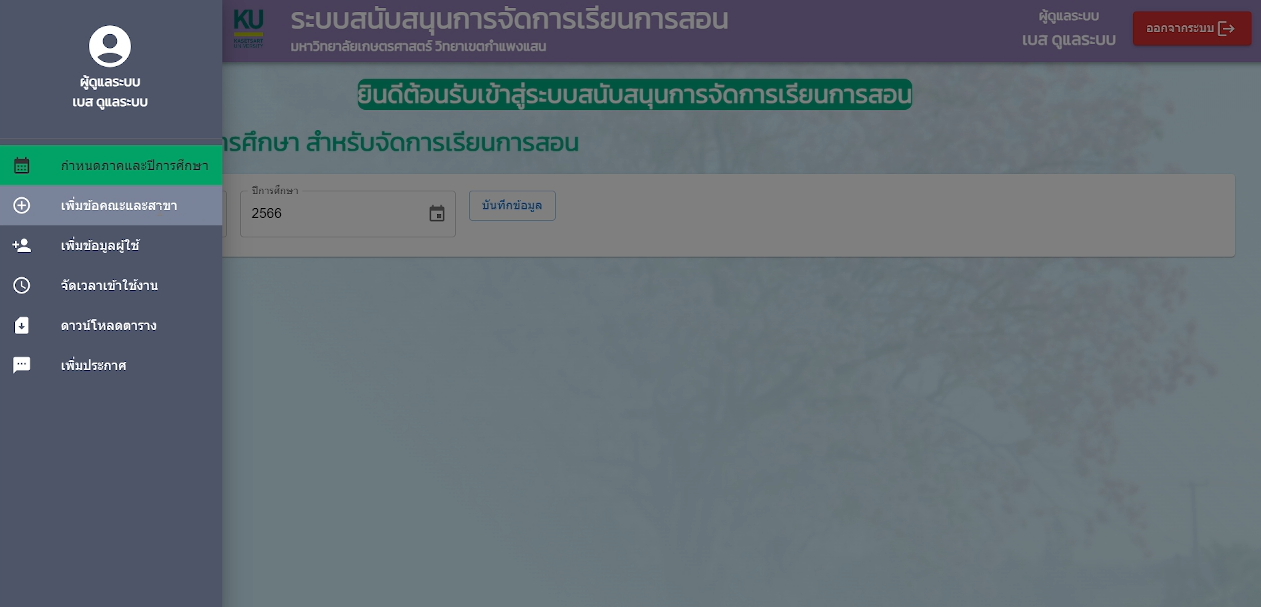 ผู้ดูแลระบบ
เบส ดูแลระบบ
กำหนดภาคและปีการศึกษา
เพิ่มข้อคณะและสาขา
เพิ่มข้อมูลผู้ใช้
จัดเวลาเข้าใช้งาน
ดาวน์โหลดตาราง
เพิ่มประกาศ
KU
ระบบสนับสนุนการจัดการเรียนการสอน
มหาวิทยาลัยเกษตรศาสตร์ วิทยาเขตกำแพงแสน
ผู้ดูแลระบบ
เบส ดูแลระบบ
ออกจากระบบ
ยินดีต้อนรับเข้าสู่ระบบสนับสนุนการจัดการเรียนการสอน
ารศึกษา สำหรับจัดการเรียนการสอน
ปีการศึกษา
2566
บันทึกข้อมูล